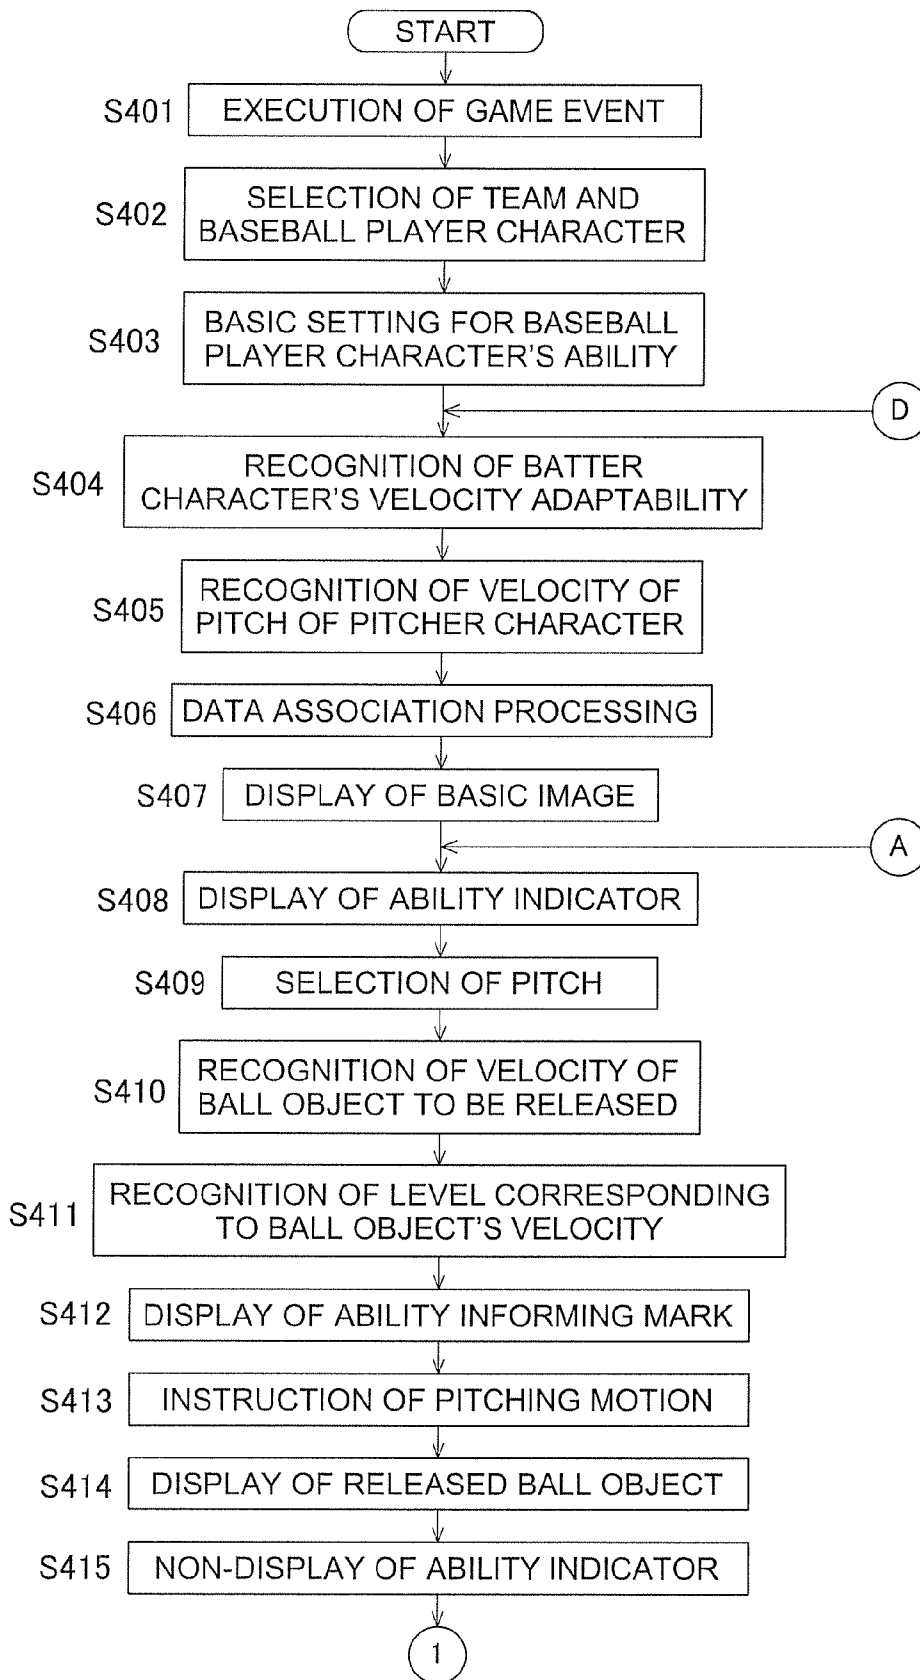 START
S401
EXECUTION OF GAME EVENT
S402
SELECTION OF TEAM AND
BASEBALL PLAYER CHARACTER
S403
BASIC SETTING FOR BASEBALL
PLAYER CHARACTER'S ABILITY
D
S404
RECOGNITION OF BATTER
CHARACTER'S VELOCITY ADAPTABILITY
S405
RECOGNITION OF VELOCITY OF
PITCH OF PITCHER CHARACTER
S406
DATA ASSOCIATION PROCESSING
S407
DISPLAY OF BASIC IMAGE
A
S408
DISPLAY OF ABILITY INDICATOR
S409
SELECTION OF PITCH
S410
RECOGNITION OF VELOCITY OF
BALL OBJECT TO BE RELEASED
S411
RECOGNITION OF LEVEL CORRESPONDING
TO BALL OBJECT'S VELOCITY
S412
DISPLAY OF ABILITY INFORMING MARK
S413
INSTRUCTION OF PITCHING MOTION
S414
DISPLAY OF RELEASED BALL OBJECT
S415
NON-DISPLAY OF ABILITY INDICATOR
1